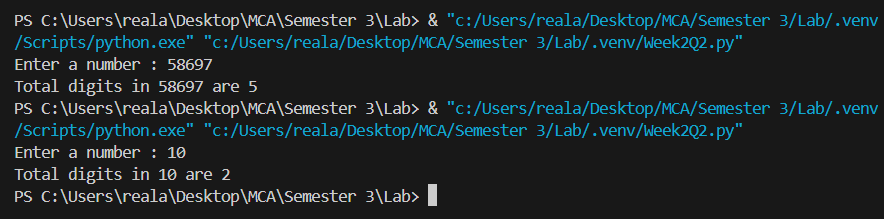 PS C:\Users\reala\Desktop\MCA\Semester 3\Lab> & "c:/Users/reala/Desktop/MCA/Semester 3/Lab/.venv
/Scripts/python.exe" "c:/Users/reala/Desktop/MCA/Semester 3/Lab/.venv/Week2Q2.py"
Enter a number : 58697
Total digits in 58697 are 5
PS C:\Users\reala\Desktop\MCA\Semester 3\Lab> & "c:/Users/reala/Desktop/MCA/Semester 3/Lab/.venv
/Scripts/python.exe" "c:/Users/reala/Desktop/MCA/Semester 3/Lab/.venv/Week2Q2.py"
Enter a number : 10
Total digits in 10 are 2
PS C:\Users\reala\Desktop\MCA\Semester 3\Lab>